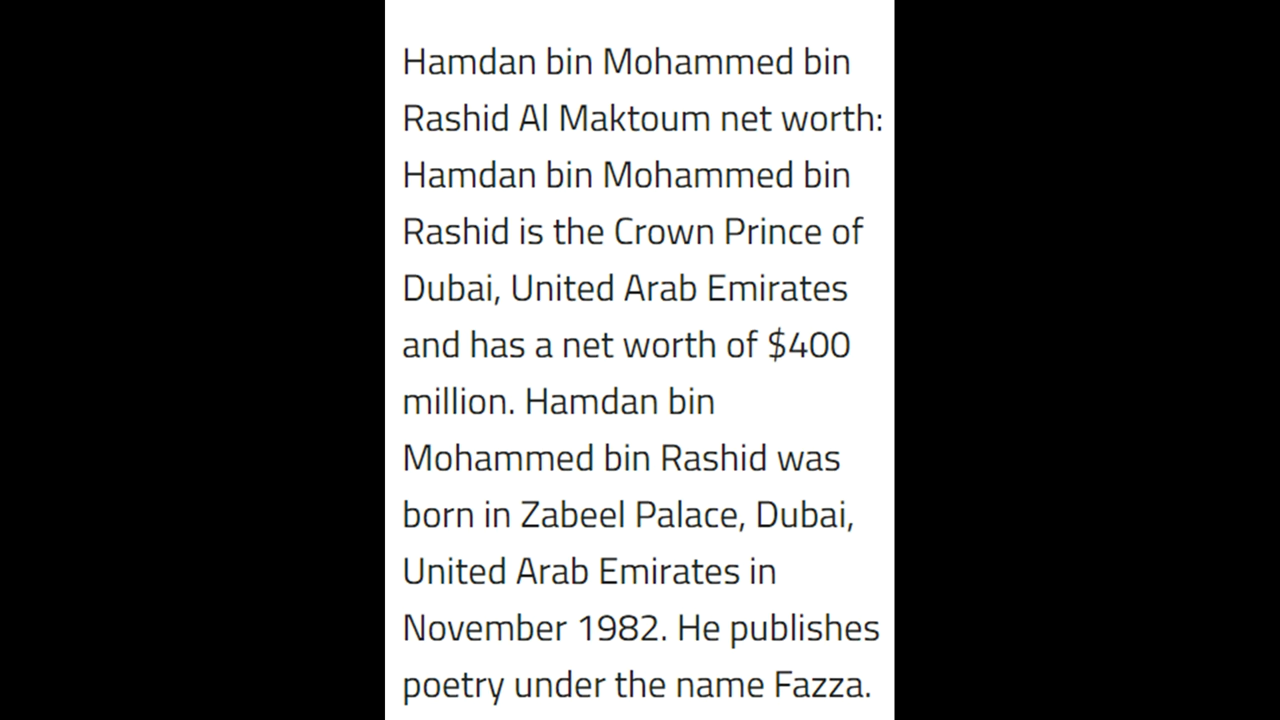 Hamdan bin Mohammed bin
Rashid Al Maktoum net worth:
Hamdan bin Mohammed bin
Rashid is the Crown Prince of
Dubai, United Arab Emirates
and has a net worth of $400
million. Hamdan bin
Mohammed bin Rashid was
born in Zabeel Palace, Dubai,
United Arab Emirates in
November 1982. He publishes
poetry under the name Fazza.